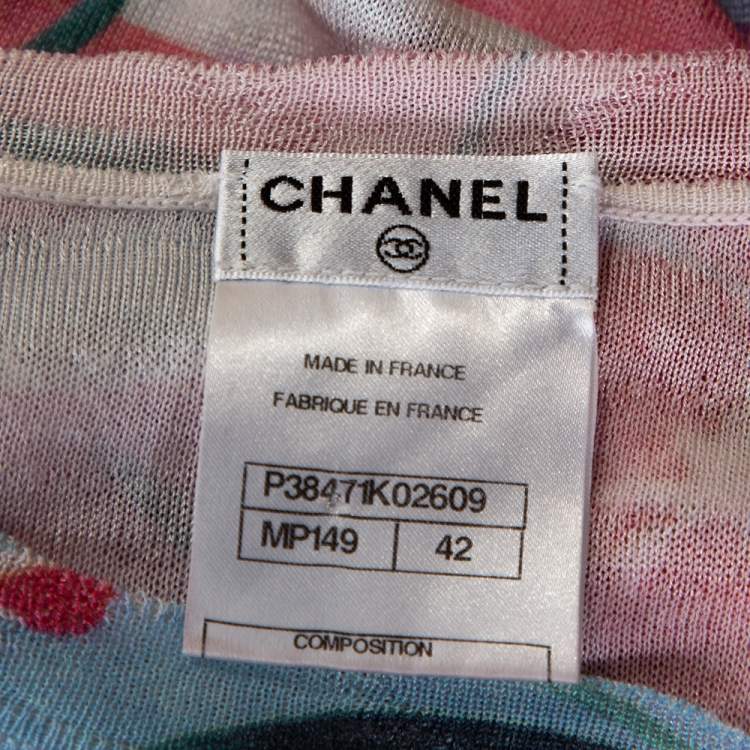 CHANEL
MADE IN FRANCE
FABRIQUE EN FRANCE
P38471K02609
MP149 42
COMPOSITION